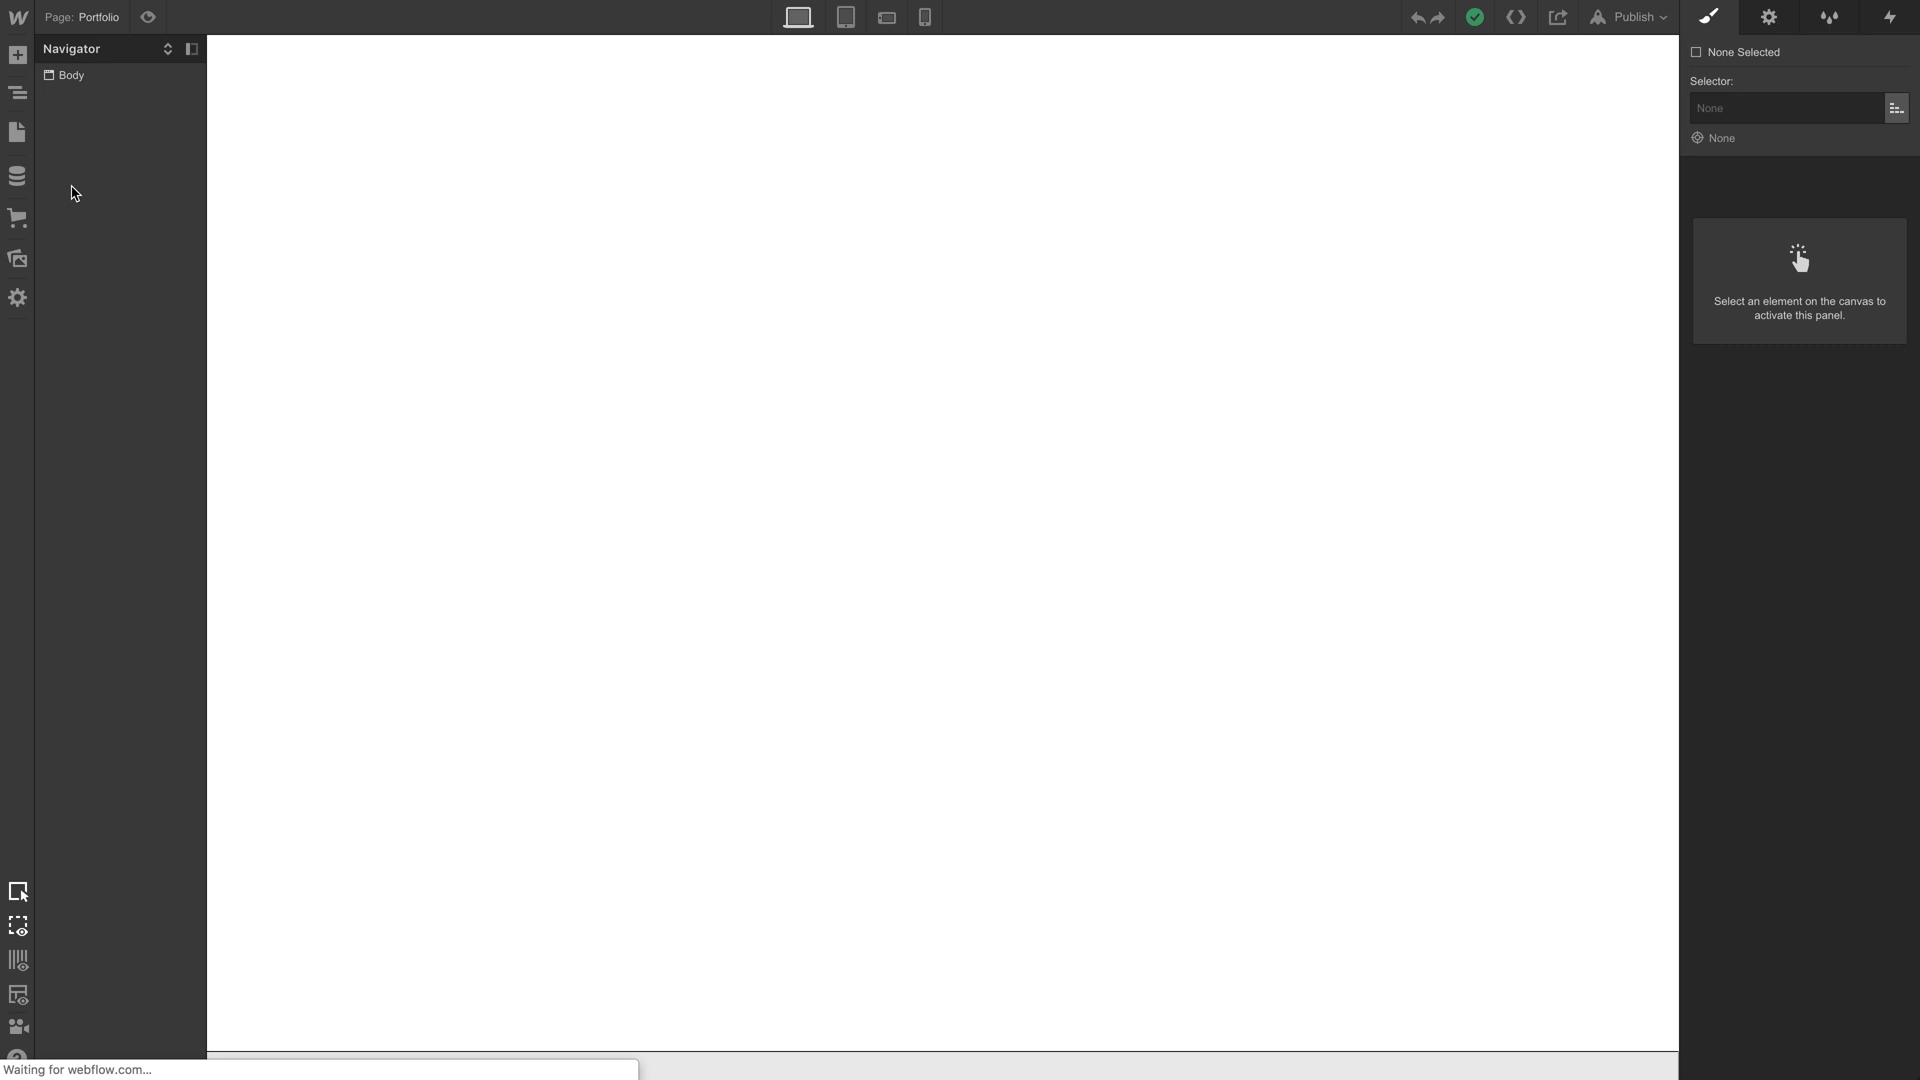 Page: Portfolio
Publish
Navigator
Body
None Selected
Selector:
None
None
Select an element on the canvas to
activate this panel.
Waiting for webflow.com...